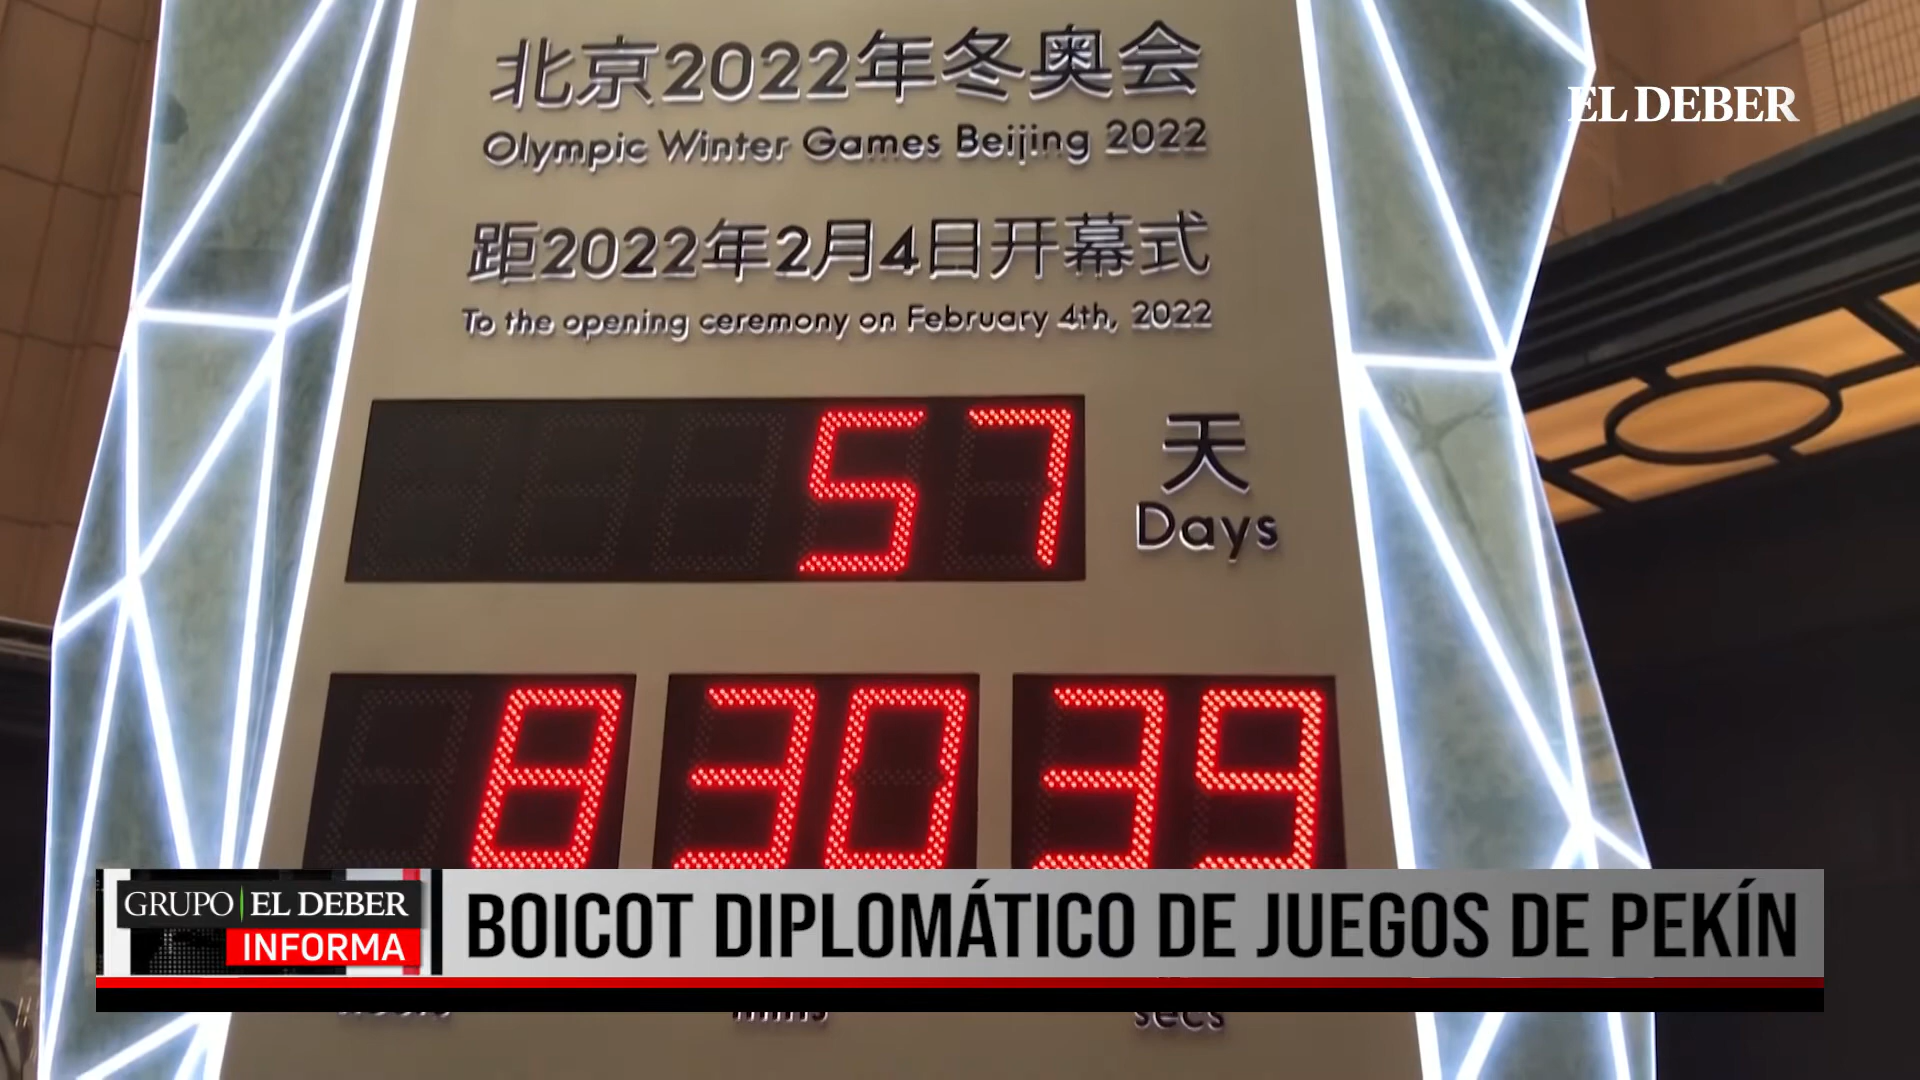 北京2022年冬奥会
Olympic Winter Games Beijing 2022
EL DEBER
距2022年2月4日开幕式
To the opening ceremony on February 4th, 2022
57
天
Days
8 30 39
GRUPO EL DEBER
INFORMA
BOICOT DIPLOMÁTICO DE JUEGOS DE PEKÍN
mins secs